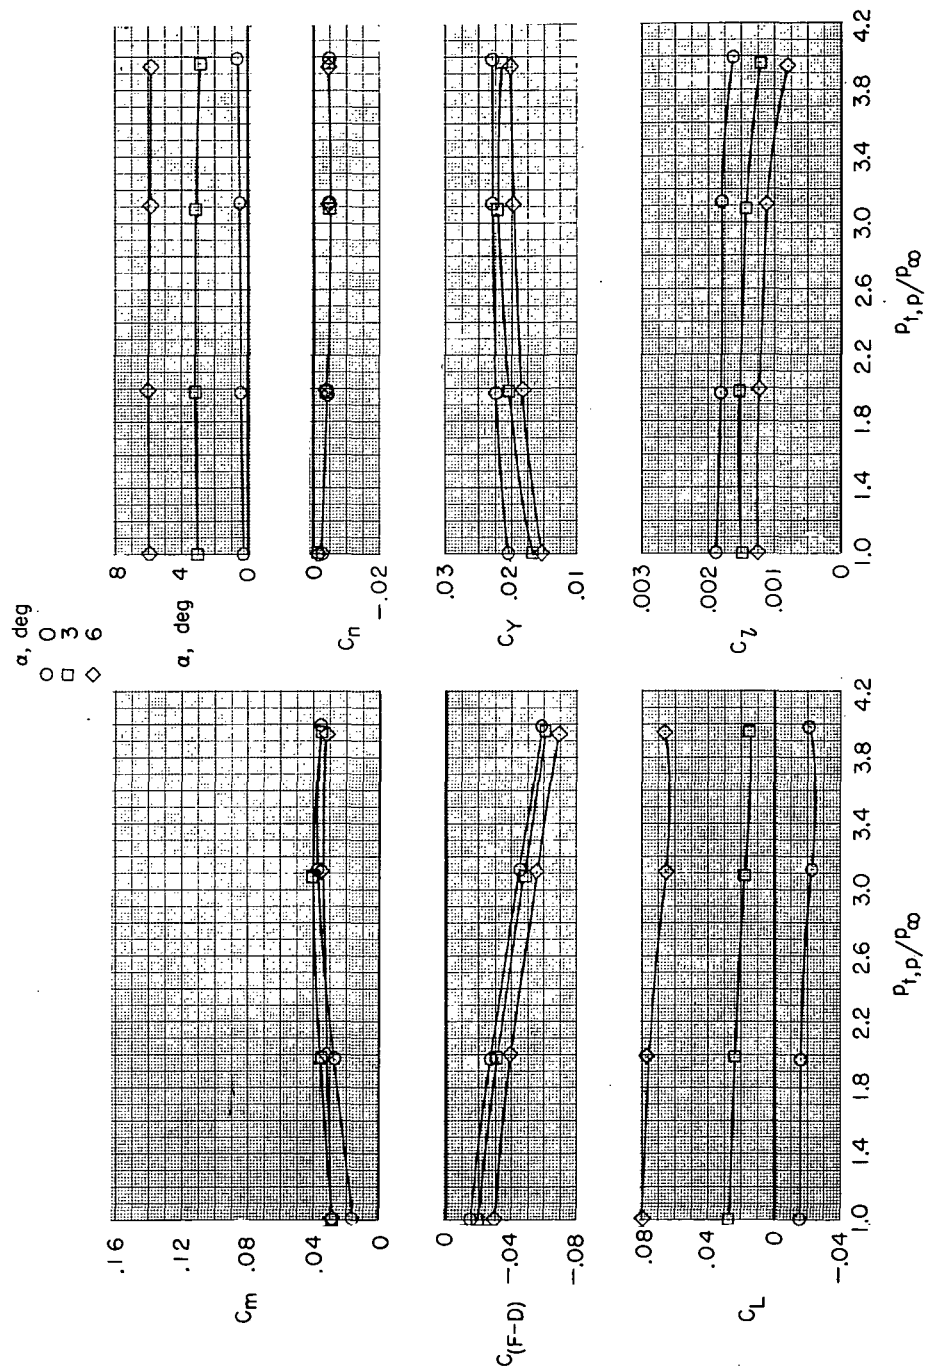 α, deg
○ 0
□ 3
◇ 6
.16
.12
.08
.04
0
C_m
0
-.04
-.08
C_(F-D)
.08
.04
0
-.04
C_L
1.0 1.4 1.8 2.2 2.6 3.0 3.4 3.8 4.2
p_t,p/p_∞
8
4
0
α, deg
0
-.02
C_n
.03
.02
.01
C_Y
.003
.002
.001
0
C_l
1.0 1.4 1.8 2.2 2.6 3.0 3.4 3.8 4.2
p_t,p/p_∞